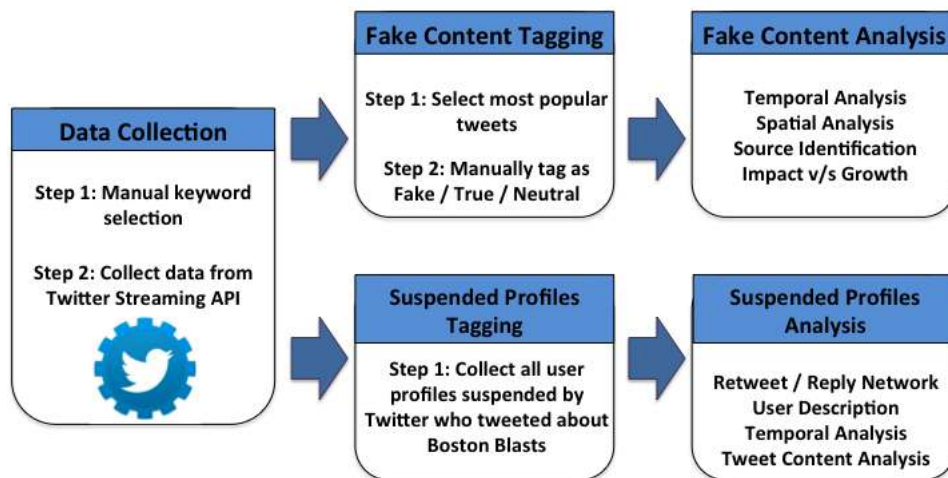 Data Collection
Step 1: Manual keyword
selection
Step 2: Collect data from
Twitter Streaming API
Fake Content Tagging
Step 1: Select most popular
tweets
Step 2: Manually tag as
Fake / True / Neutral
Fake Content Analysis
Temporal Analysis
Spatial Analysis
Source Identification
Impact v/s Growth
Suspended Profiles
Tagging
Step 1: Collect all user
profiles suspended by
Twitter who tweeted about
Boston Blasts
Suspended Profiles
Analysis
Retweet / Reply Network
User Description
Temporal Analysis
Tweet Content Analysis